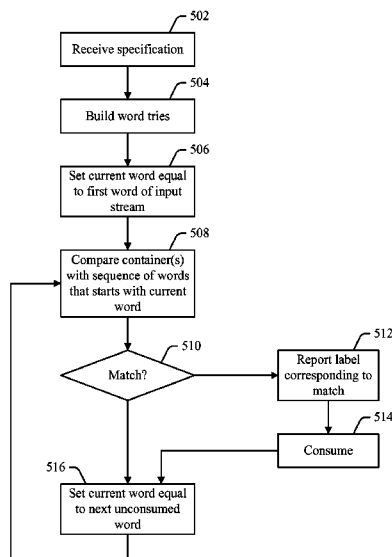 502
Receive specification
504
Build word tries
506
Set current word equal
to first word of input
stream
508
Compare container(s)
with sequence of words
that starts with current
word
510
Match?
512
Report label
corresponding to
match
514
Consume
516
Set current word equal
to next unconsumed
word